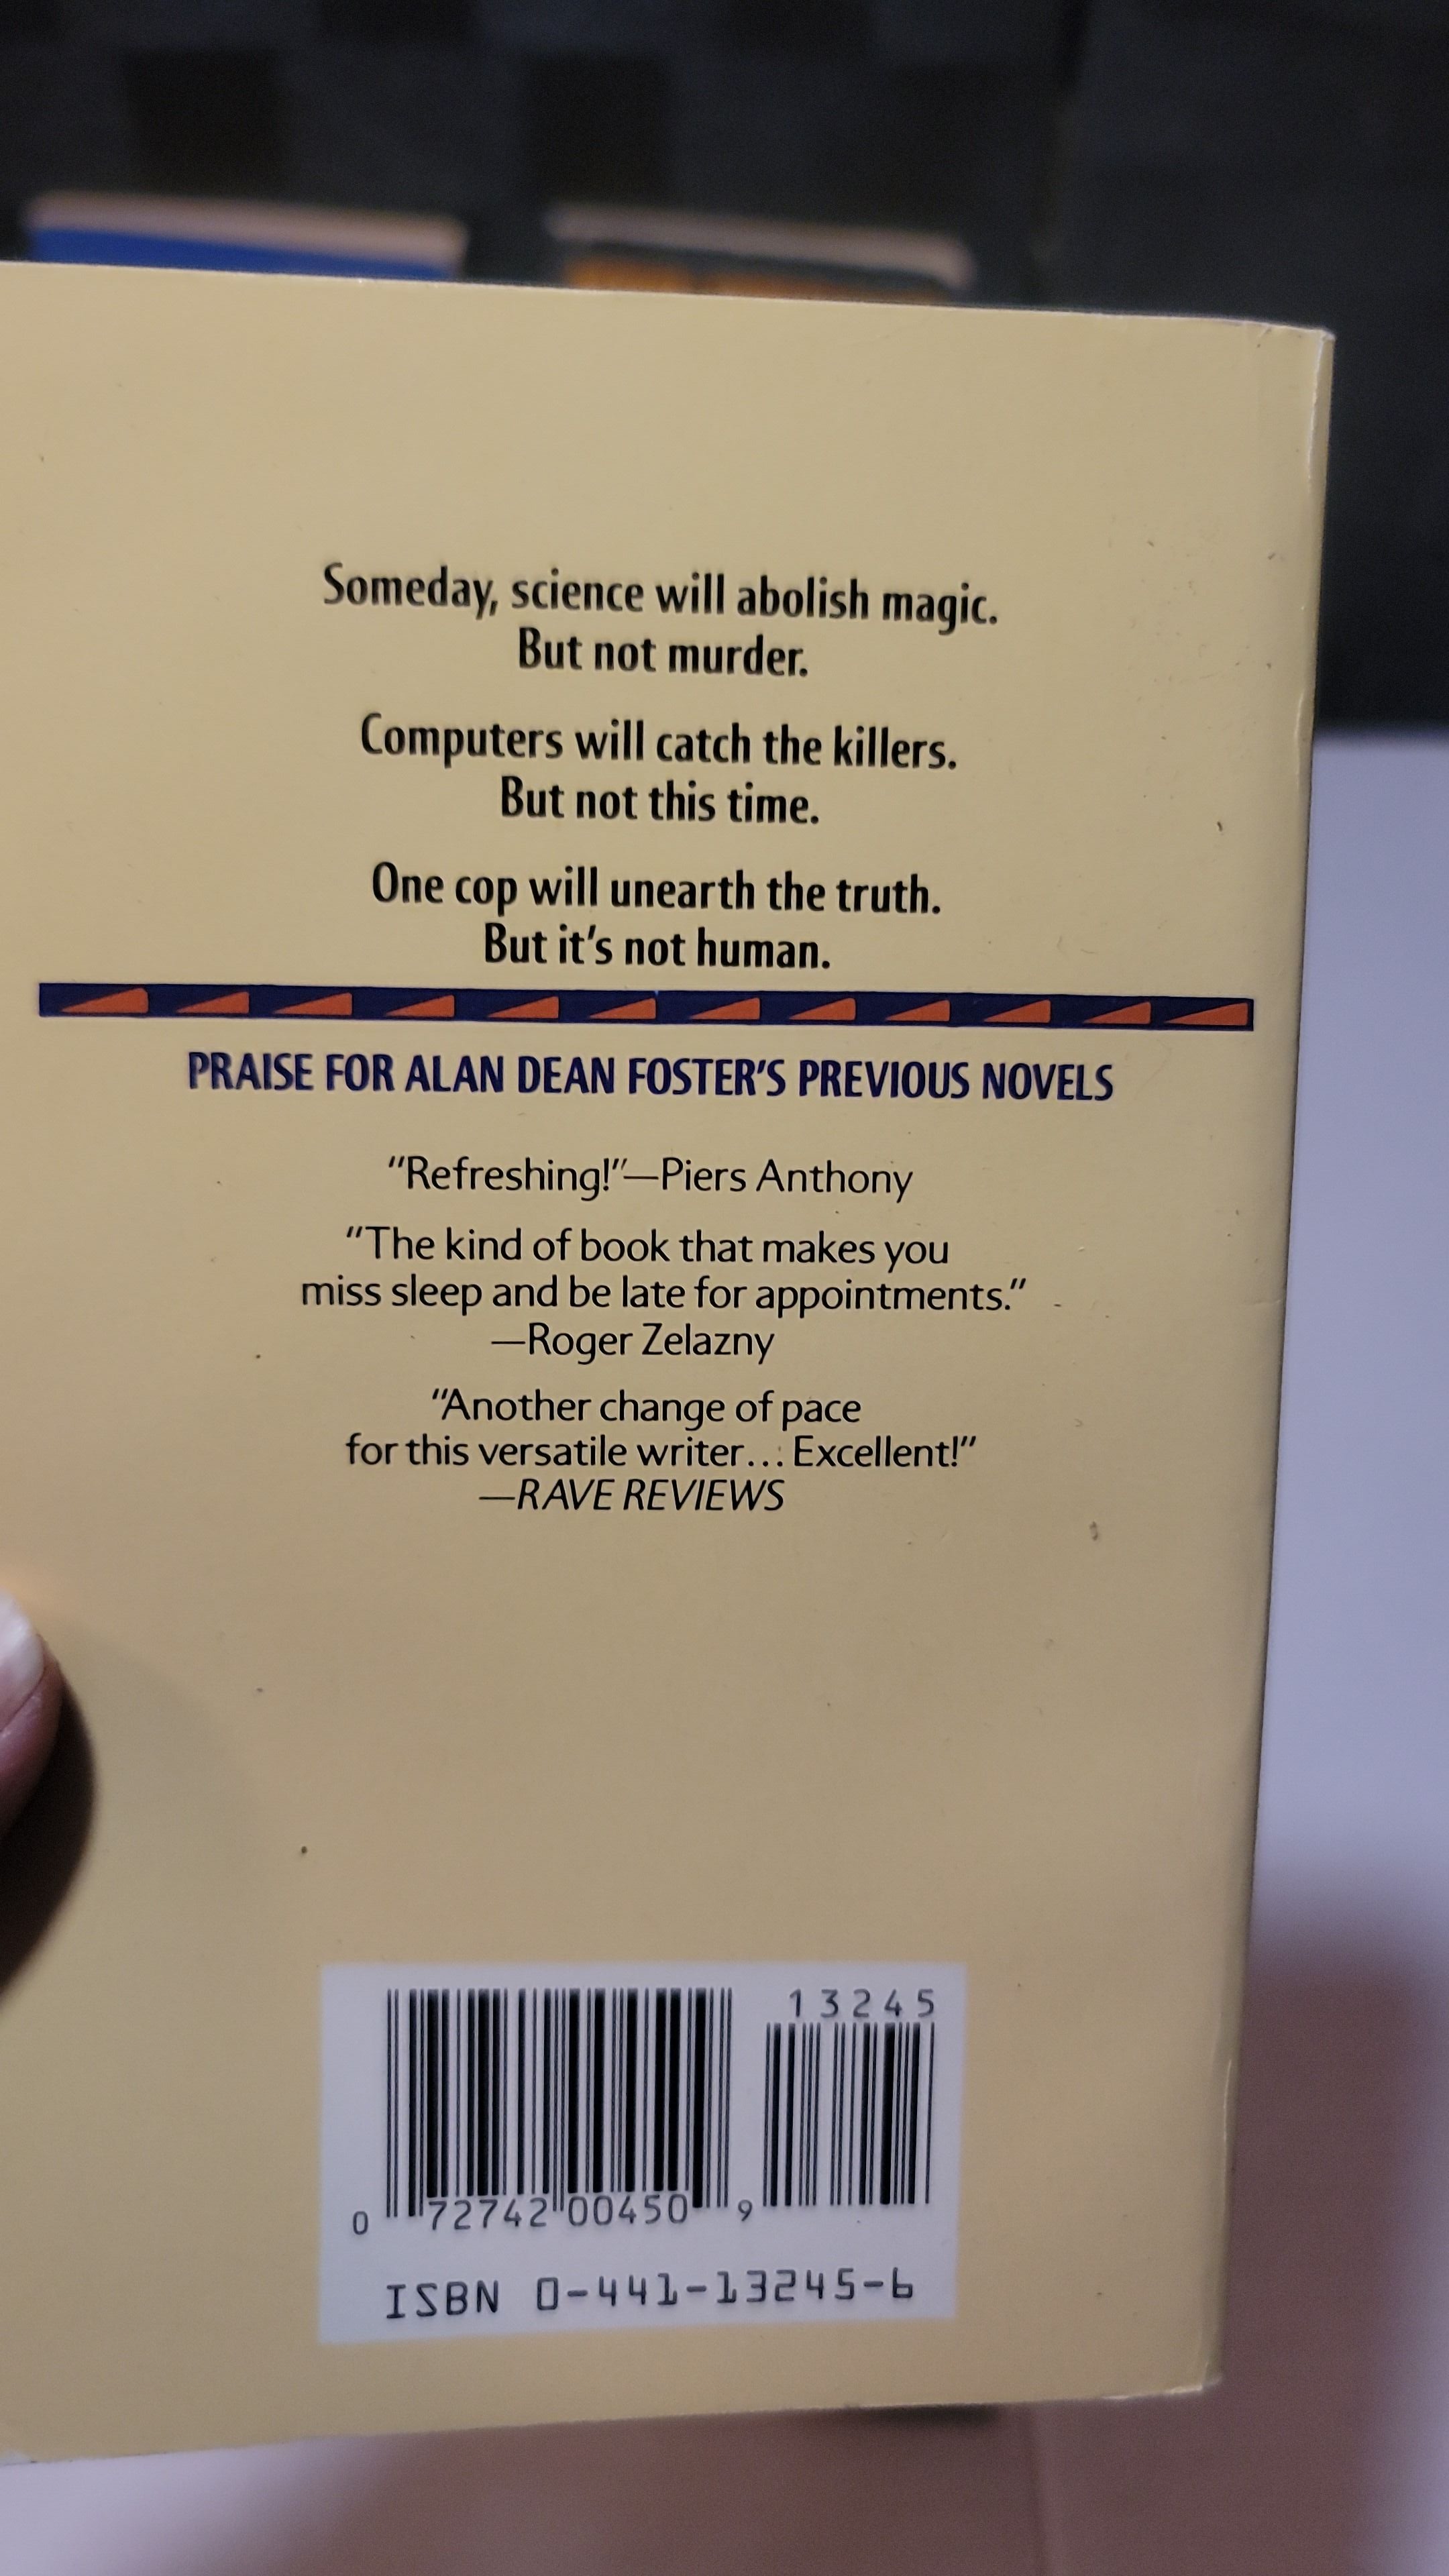 Someday, science will abolish magic.
But not murder.
Computers will catch the killers.
But not this time.
One cop will unearth the truth.
But it's not human.
PRAISE FOR ALAN DEAN FOSTER'S PREVIOUS NOVELS
"Refreshing!"—Piers Anthony
"The kind of book that makes you
miss sleep and be late for appointments."
—Roger Zelazny
"Another change of pace
for this versatile writer... Excellent!"
—RAVE REVIEWS
13245
0 72742 00450 9
ISBN 0-441-13245-6